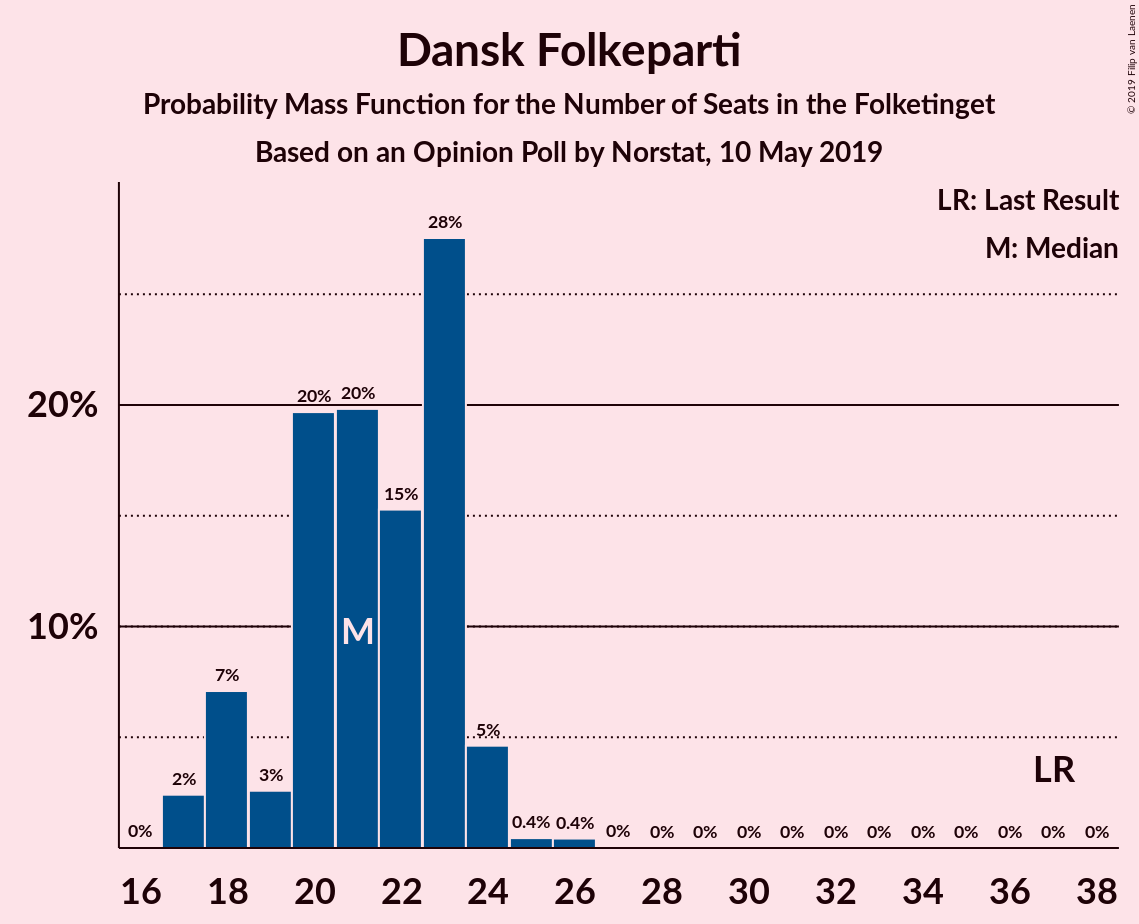 Dansk Folkeparti
Probability Mass Function for the Number of Seats in the Folketinget
Based on an Opinion Poll by Norstat, 10 May 2019
© 2019 Filip van Laenen
LR: Last Result
M: Median
28%
20%
20% 20%
15%
10%
M
7%
5%
2% 3%
LR
0% 0.4% 0.4% 0% 0% 0% 0% 0% 0% 0% 0% 0% 0% 0% 0%
16 18 20 22 24 26 28 30 32 34 36 38